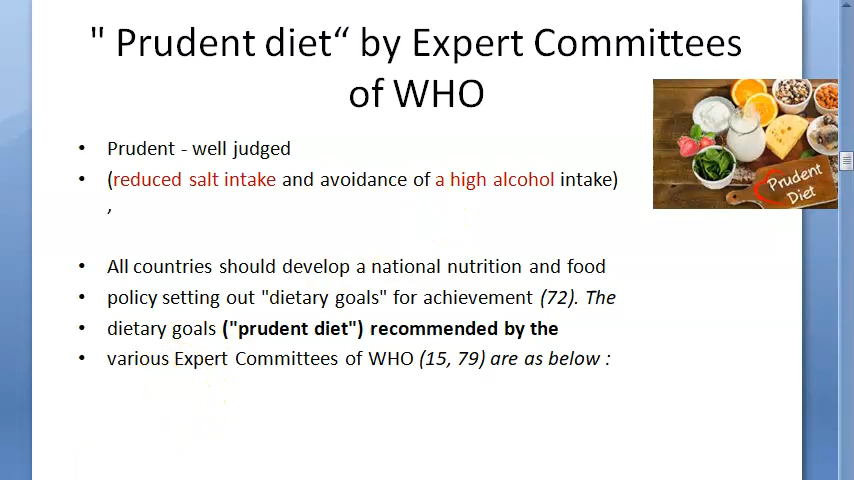 " Prudent diet“ by Expert Committees
of WHO
• Prudent - well judged
• (reduced salt intake and avoidance of a high alcohol intake)
,
• All countries should develop a national nutrition and food
• policy setting out "dietary goals" for achievement (72). The
• dietary goals ("prudent diet") recommended by the
• various Expert Committees of WHO (15, 79) are as below :
Prudent
Diet